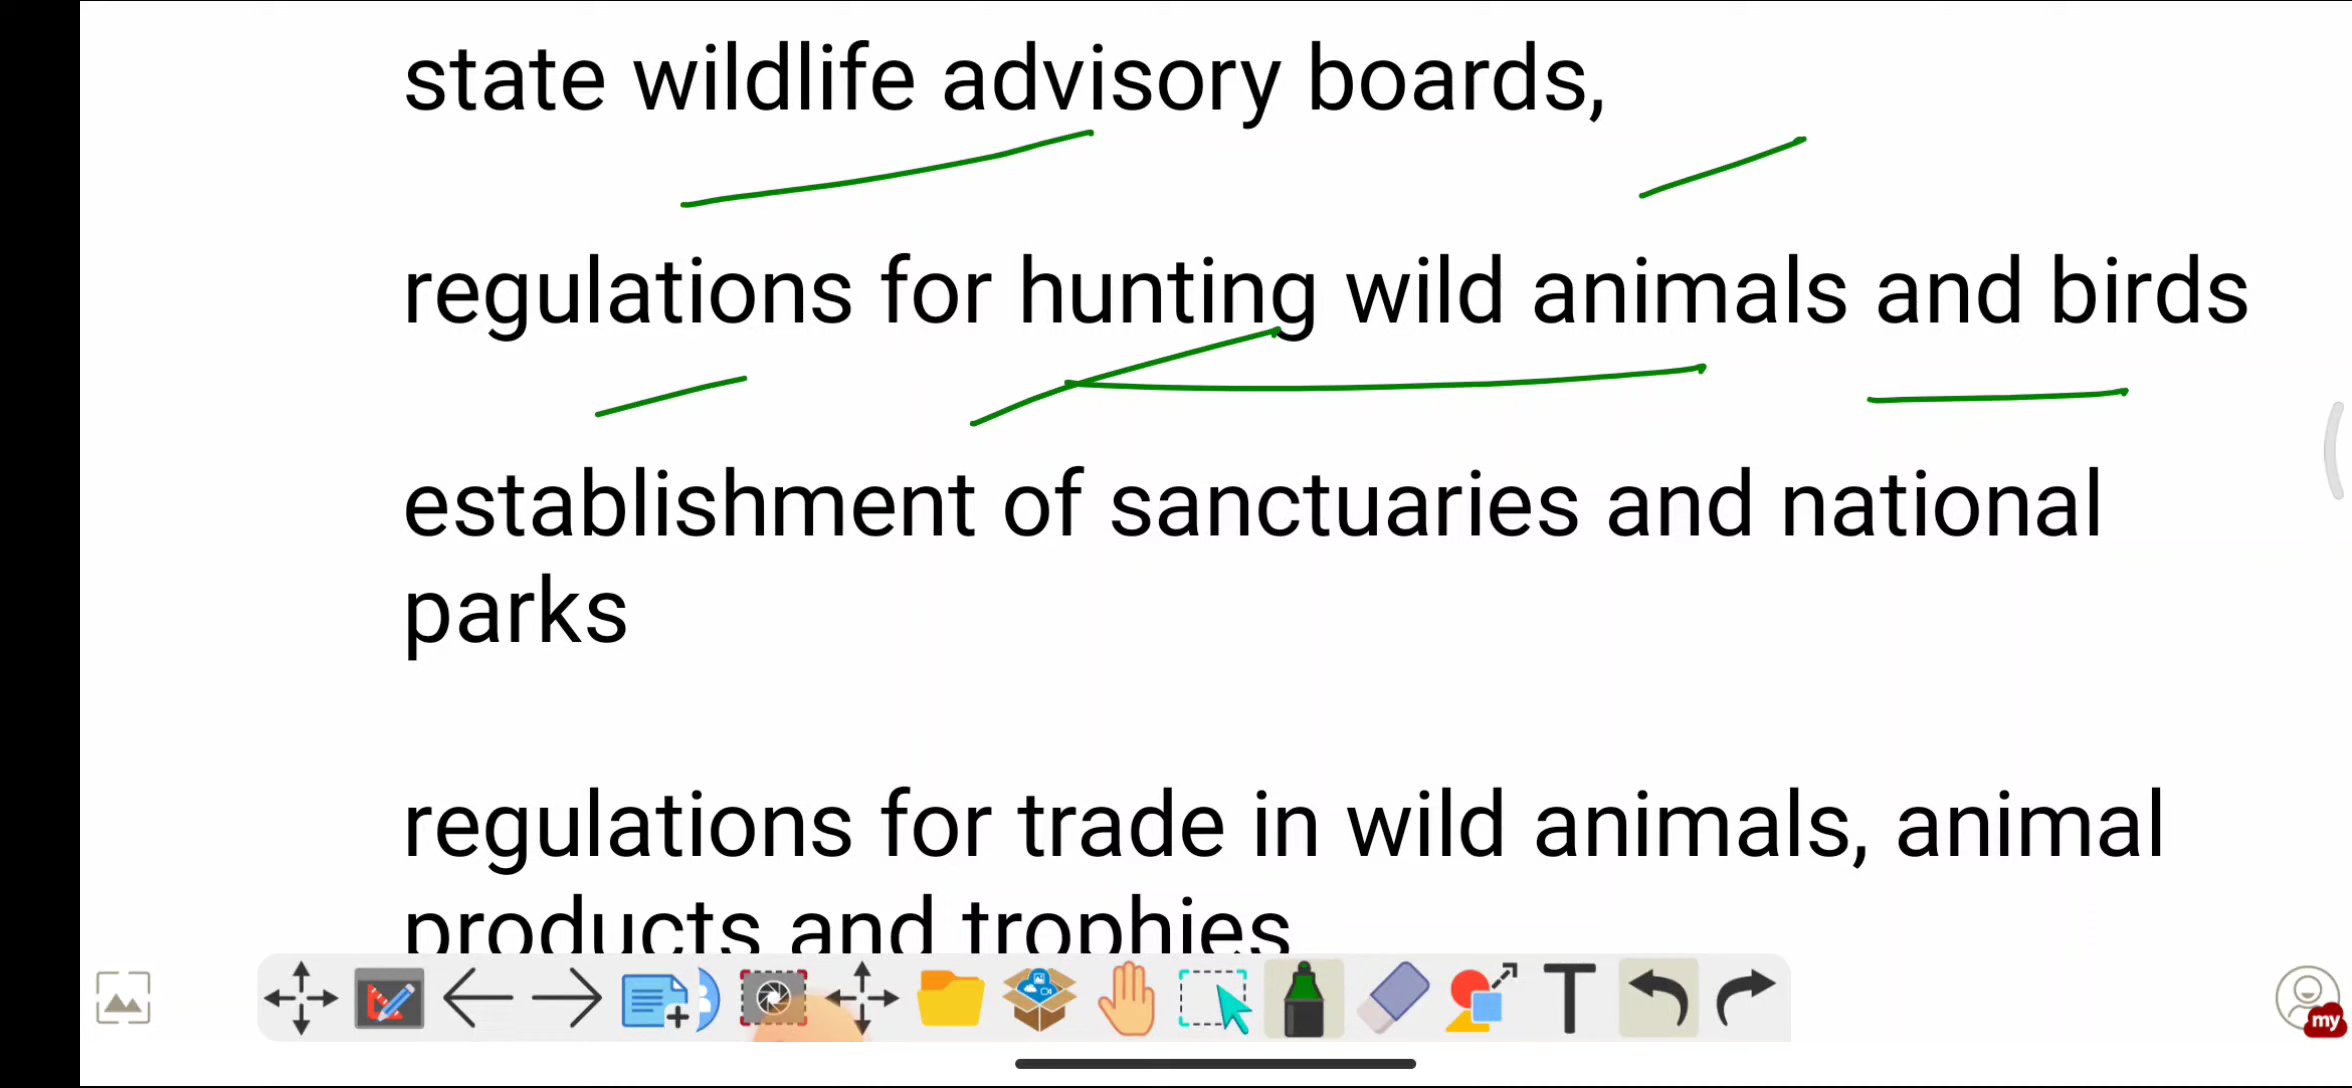 state wildlife advisory boards,
regulations for hunting wild animals and birds
establishment of sanctuaries and national
parks
regulations for trade in wild animals, animal
products and trophies
T
my